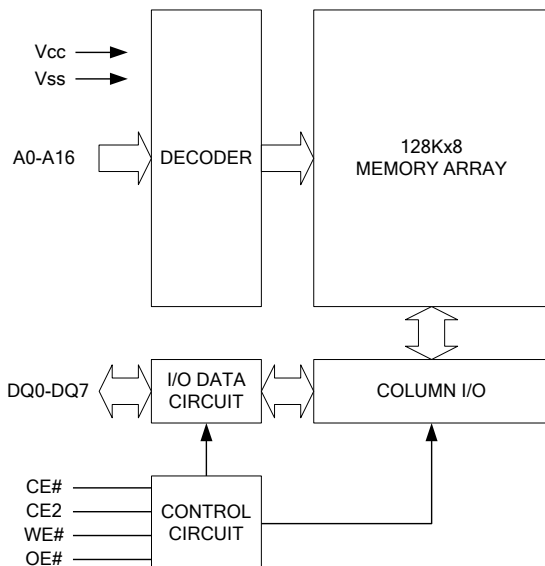 Vcc
Vss
A0-A16
DECODER
128Kx8
MEMORY ARRAY
DQ0-DQ7
I/O DATA
CIRCUIT
COLUMN I/O
CE#
CE2
WE#
OE#
CONTROL
CIRCUIT